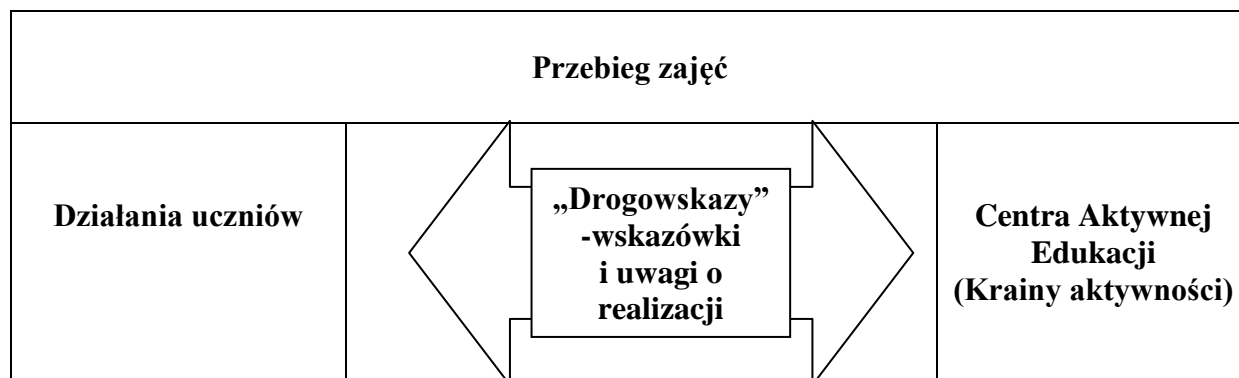 Przebieg zajęć
Działania uczniów
„Drogowskazy”
-wskazówki
i uwagi o
realizacji
Centra Aktywnej
Edukacji
(Krainy aktywności)